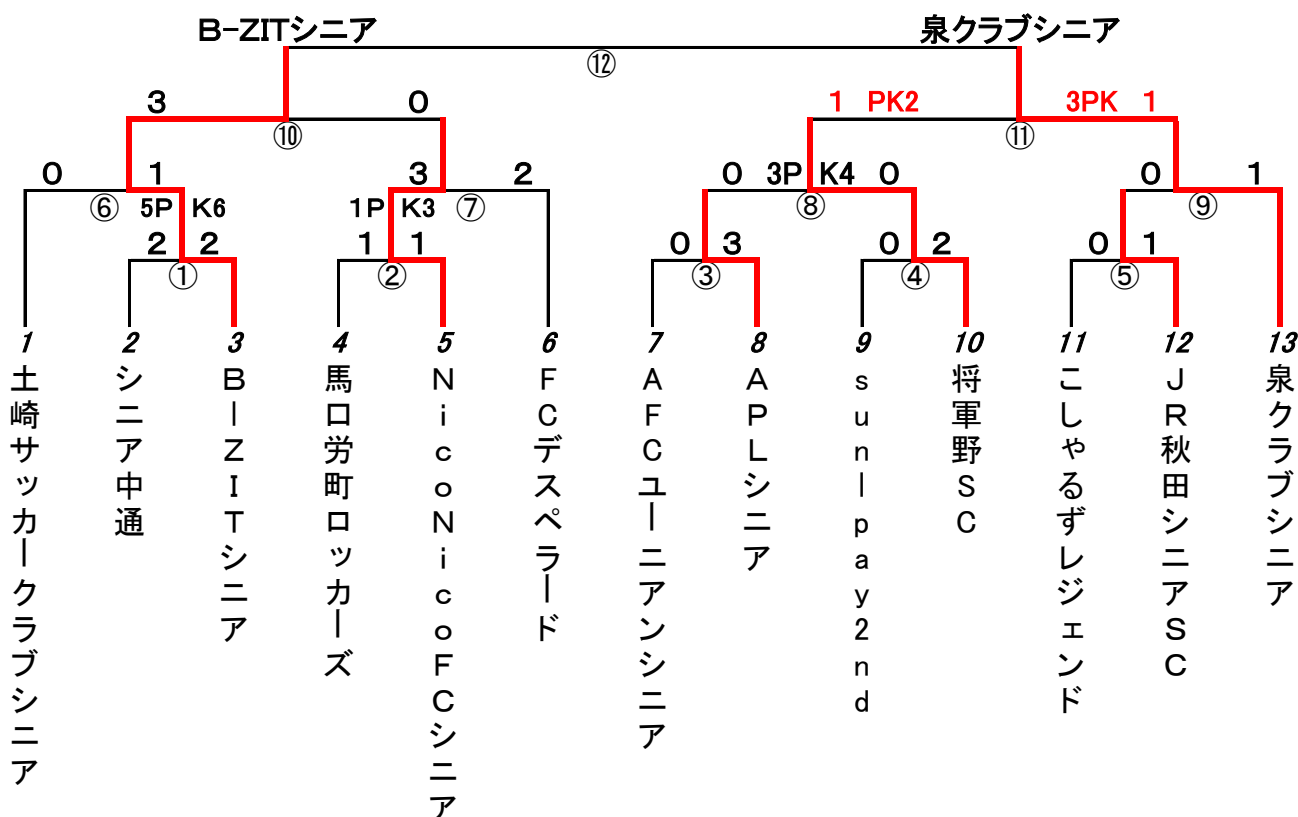 B-ZITシニア 泉クラブシニア
⑫
3 0 1 PK2 3PK 1
⑩ ⑪
0 1 3 2 0 3P K4 0 0 1
⑥ 5P K6 1P K3 ⑦ ⑧ ⑨
2 2 1 1 0 3 0 2 0 1
① ② ③ ④ ⑤
1 2 3 4 5 6 7 8 9 10 11 12 13
土崎サッカークラブシニア
シニア中通
B-ZITシニア
馬口労町ロッカーズ
NicoNicoFCシニア
FCデスペラード
AFCユーニアンシニア
APLシニア
sunlpay2nd
将軍野SC
こしゃるずレジェンド
JR秋田シニアSC
泉クラブシニア